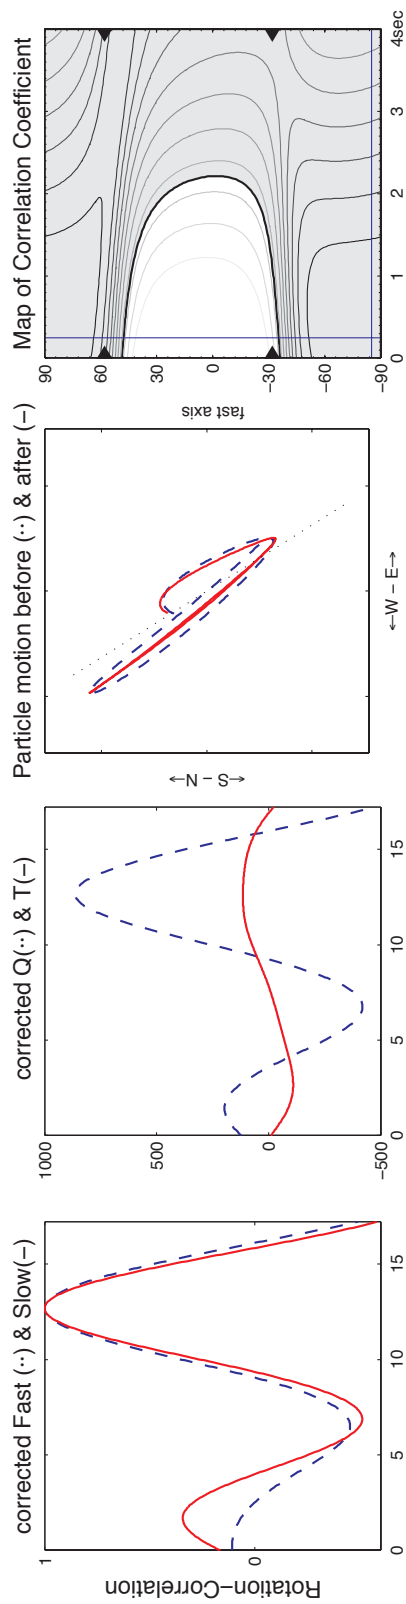 Rotation–Correlation
corrected Fast (··) & Slow(–)
1
0
0 5 10 15
corrected Q(··) & T(–)
1000
500
0
−500
0 5 10 15
Particle motion before (··) & after (–)
←S − N→
←W − E→
Map of Correlation Coefficient
fast axis
90
60
30
0
−30
−60
−90
0 1 2 3 4sec